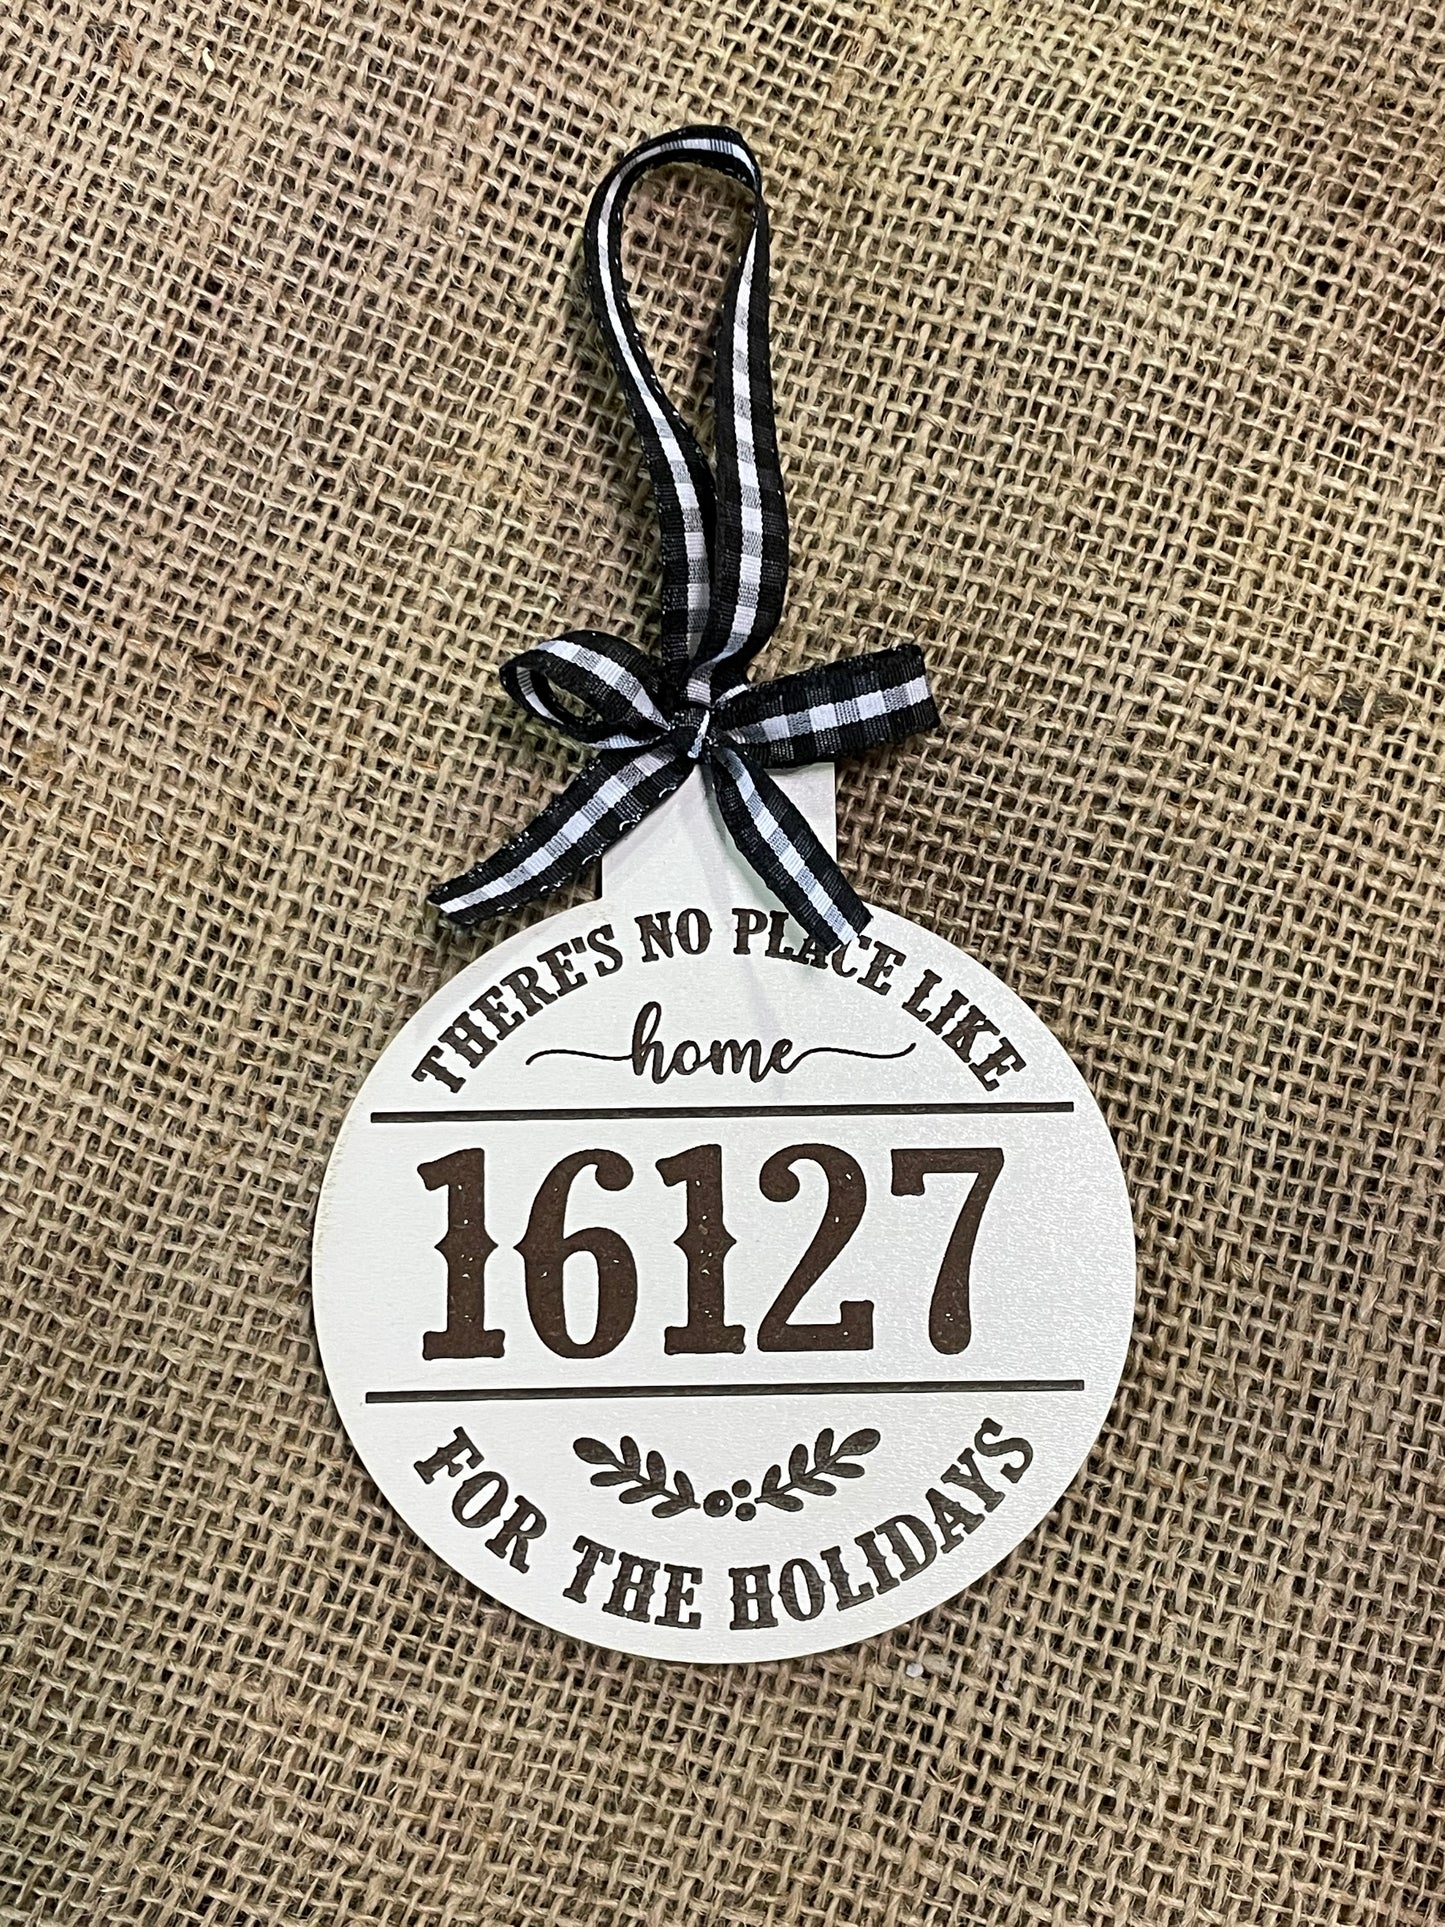 THERE'S NO PLACE LIKE
home
16127
FOR THE HOLIDAYS